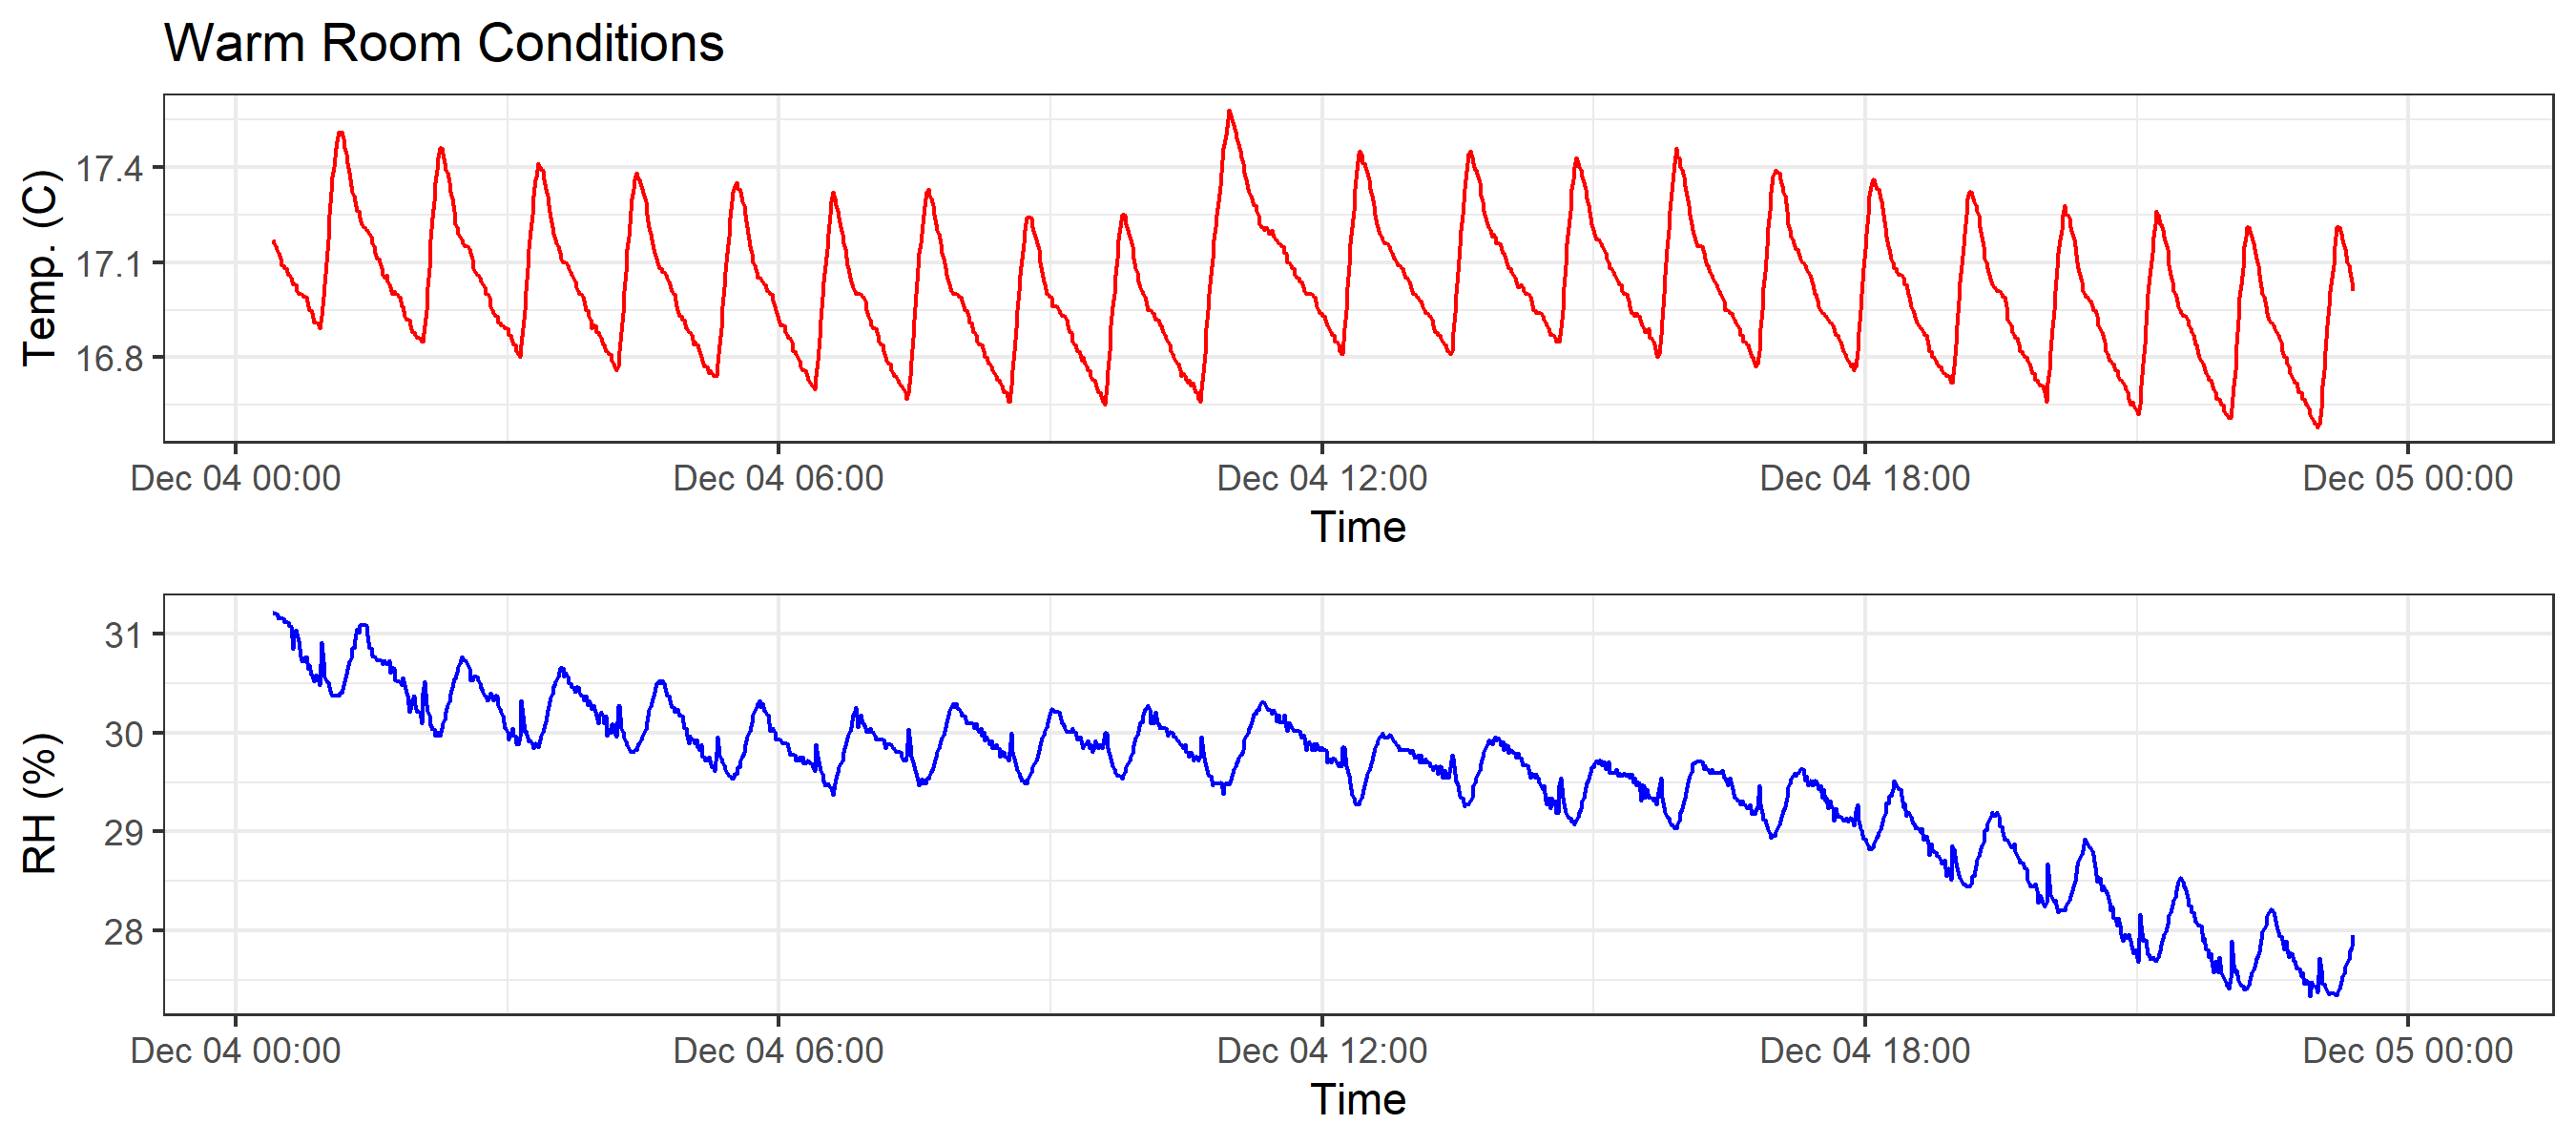 Warm Room Conditions
Temp. (C)
17.4
17.1
16.8
Dec 04 00:00 Dec 04 06:00 Dec 04 12:00 Dec 04 18:00 Dec 05 00:00
Time
RH (%)
31
30
29
28
Dec 04 00:00 Dec 04 06:00 Dec 04 12:00 Dec 04 18:00 Dec 05 00:00
Time